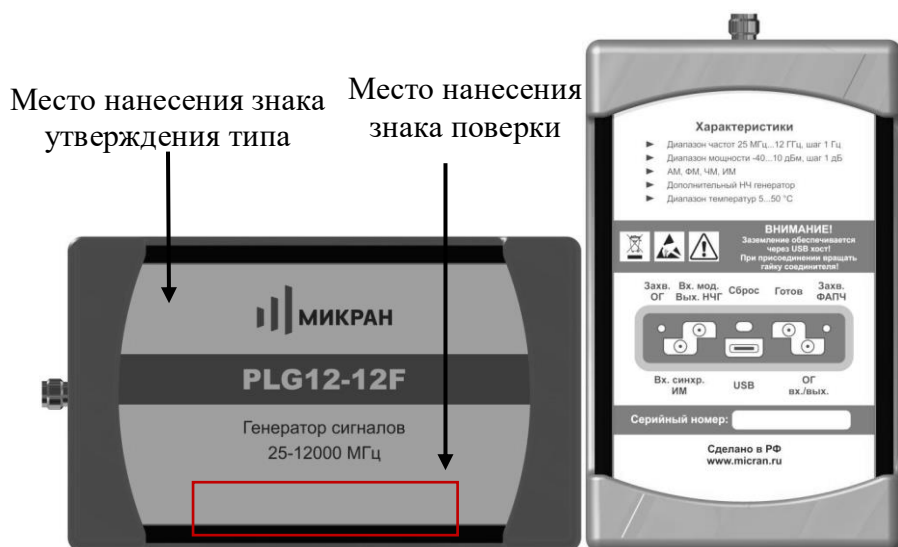 Место нанесения знака
утверждения типа
Место нанесения
знака поверки
МИКРАН
PLG12-12F
Генератор сигналов
25-12000 МГц
Характеристики
Диапазон частот 25 МГц...12 ГГц, шаг 1 Гц
Диапазон мощности -40...10 дБм, шаг 1 дБ
АМ, ФМ, ЧМ, ИМ
Дополнительный НЧ генератор
Диапазон температур 5...50 °С
ВНИМАНИЕ!
Заземление обеспечивается
через USB хост!
При присоединении вращать
гайку соединителя!
Захв.
ОГ
Вх. мод.
Вых. НЧГ
Сброс
Готов
Захв.
ФАПЧ
Вх. синхр.
ИМ
USB
ОГ
вх./вых.
Серийный номер:
Сделано в РФ
www.micran.ru